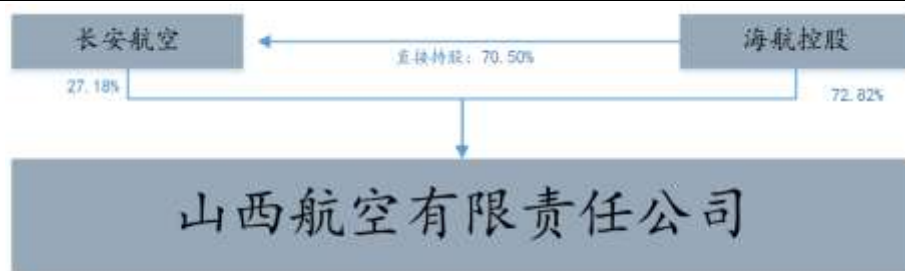 长安航空
海航控股
直接持股：70.50%
27.18%
72.82%
山西航空有限责任公司